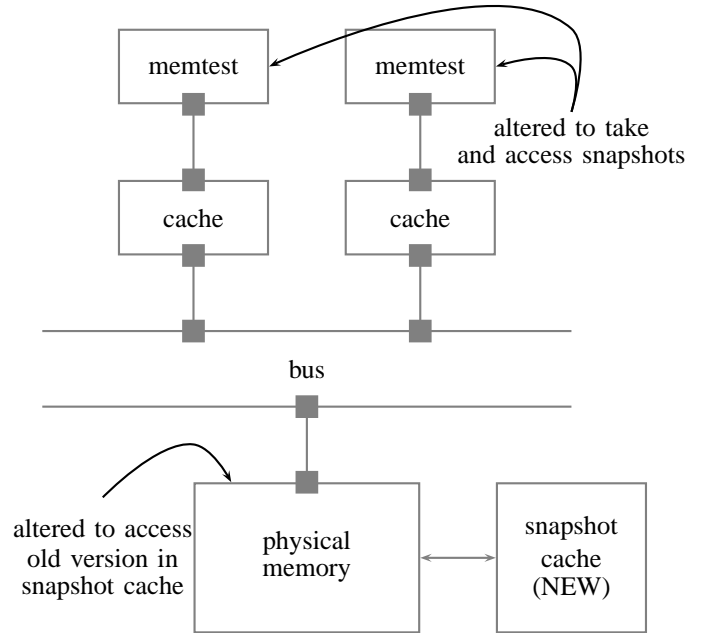 memtest
memtest
altered to take
and access snapshots
cache
cache
bus
altered to access
old version in
snapshot cache
physical
memory
snapshot
cache
(NEW)